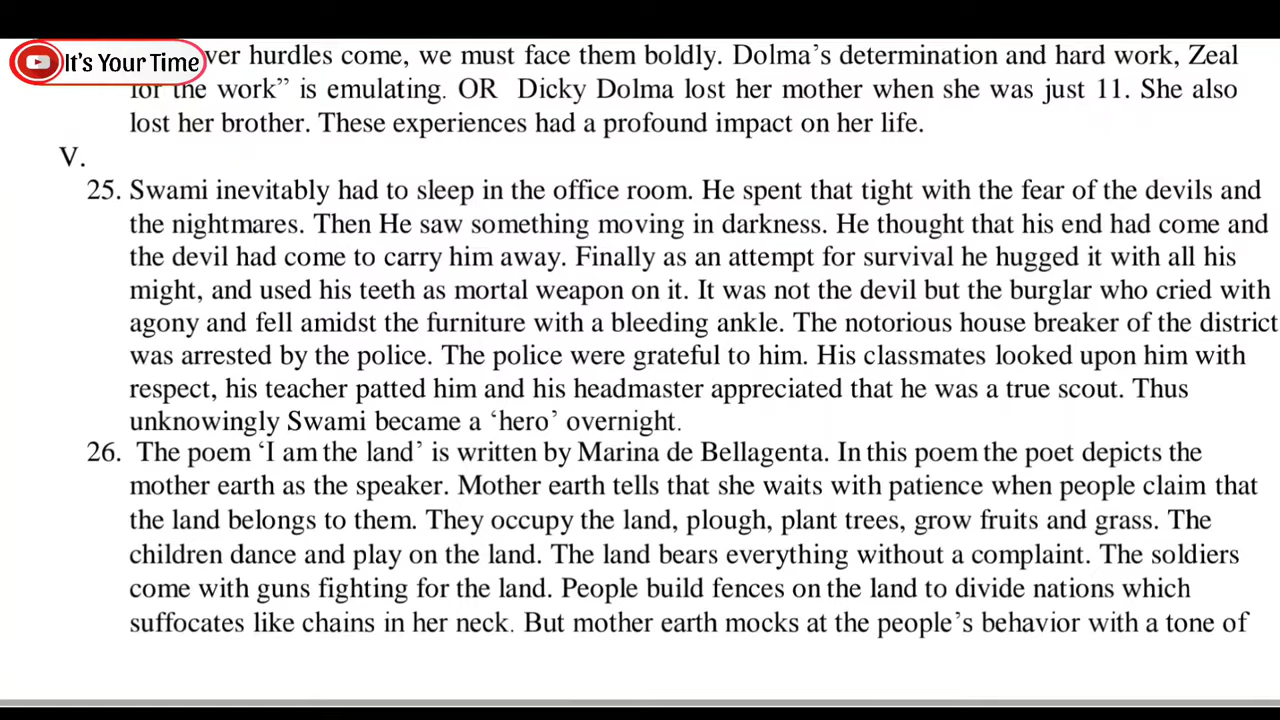 It's Your Time
ver hurdles come, we must face them boldly. Dolma's determination and hard work, Zeal
for the work” is emulating. OR Dicky Dolma lost her mother when she was just 11. She also
lost her brother. These experiences had a profound impact on her life.
V.
25. Swami inevitably had to sleep in the office room. He spent that tight with the fear of the devils and
the nightmares. Then He saw something moving in darkness. He thought that his end had come and
the devil had come to carry him away. Finally as an attempt for survival he hugged it with all his
might, and used his teeth as mortal weapon on it. It was not the devil but the burglar who cried with
agony and fell amidst the furniture with a bleeding ankle. The notorious house breaker of the district
was arrested by the police. The police were grateful to him. His classmates looked upon him with
respect, his teacher patted him and his headmaster appreciated that he was a true scout. Thus
unknowingly Swami became a ‘hero’ overnight.
26. The poem ‘I am the land’ is written by Marina de Bellagenta. In this poem the poet depicts the
mother earth as the speaker. Mother earth tells that she waits with patience when people claim that
the land belongs to them. They occupy the land, plough, plant trees, grow fruits and grass. The
children dance and play on the land. The land bears everything without a complaint. The soldiers
come with guns fighting for the land. People build fences on the land to divide nations which
suffocates like chains in her neck. But mother earth mocks at the people's behavior with a tone of